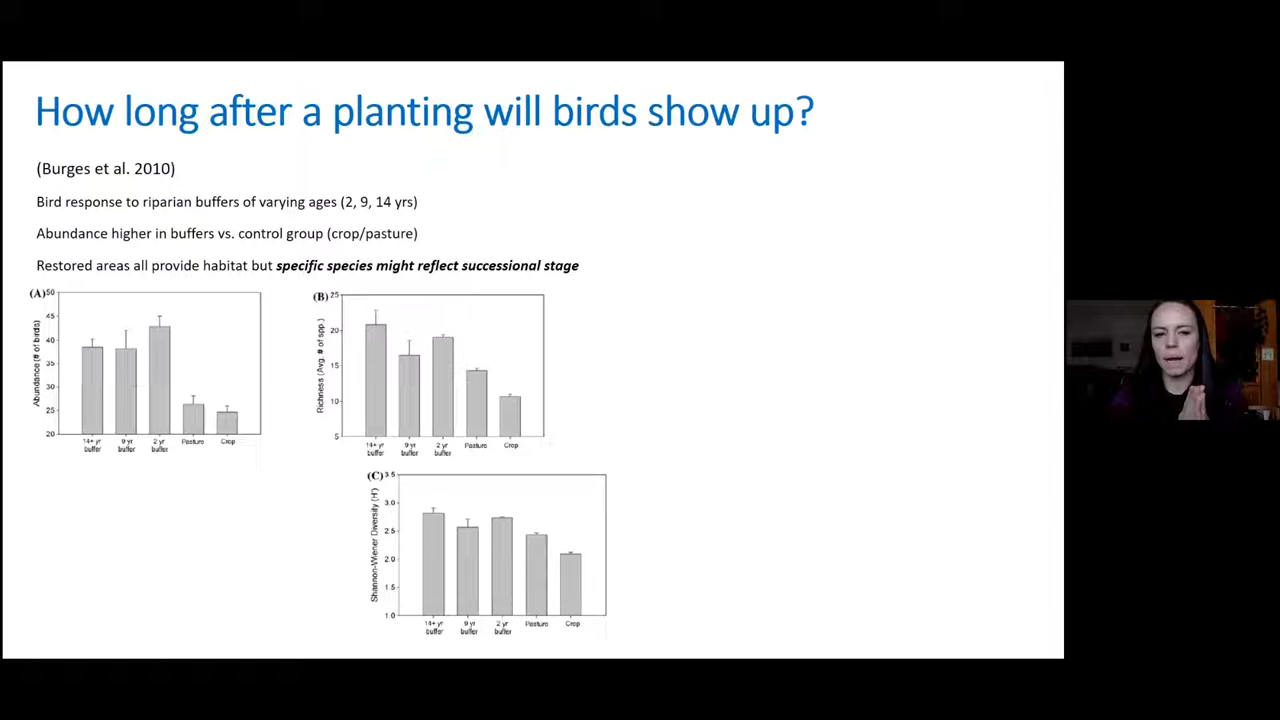 How long after a planting will birds show up?
(Burges et al. 2010)
Bird response to riparian buffers of varying ages (2, 9, 14 yrs)
Abundance higher in buffers vs. control group (crop/pasture)
Restored areas all provide habitat but specific species might reflect successional stage
(A)
50
45
40
35
30
25
20
Abundance (# of birds)
14+ yr buffer
9 yr buffer
2 yr buffer
Pasture
Crop
(B)
25
20
15
10
5
Richness (Avg. # of spp.)
14+ yr buffer
9 yr buffer
2 yr buffer
Pasture
Crop
(C)
3.5
3.0
2.5
2.0
1.5
1.0
Shannon-Wiener Diversity (H')
14+ yr buffer
9 yr buffer
2 yr buffer
Pasture
Crop